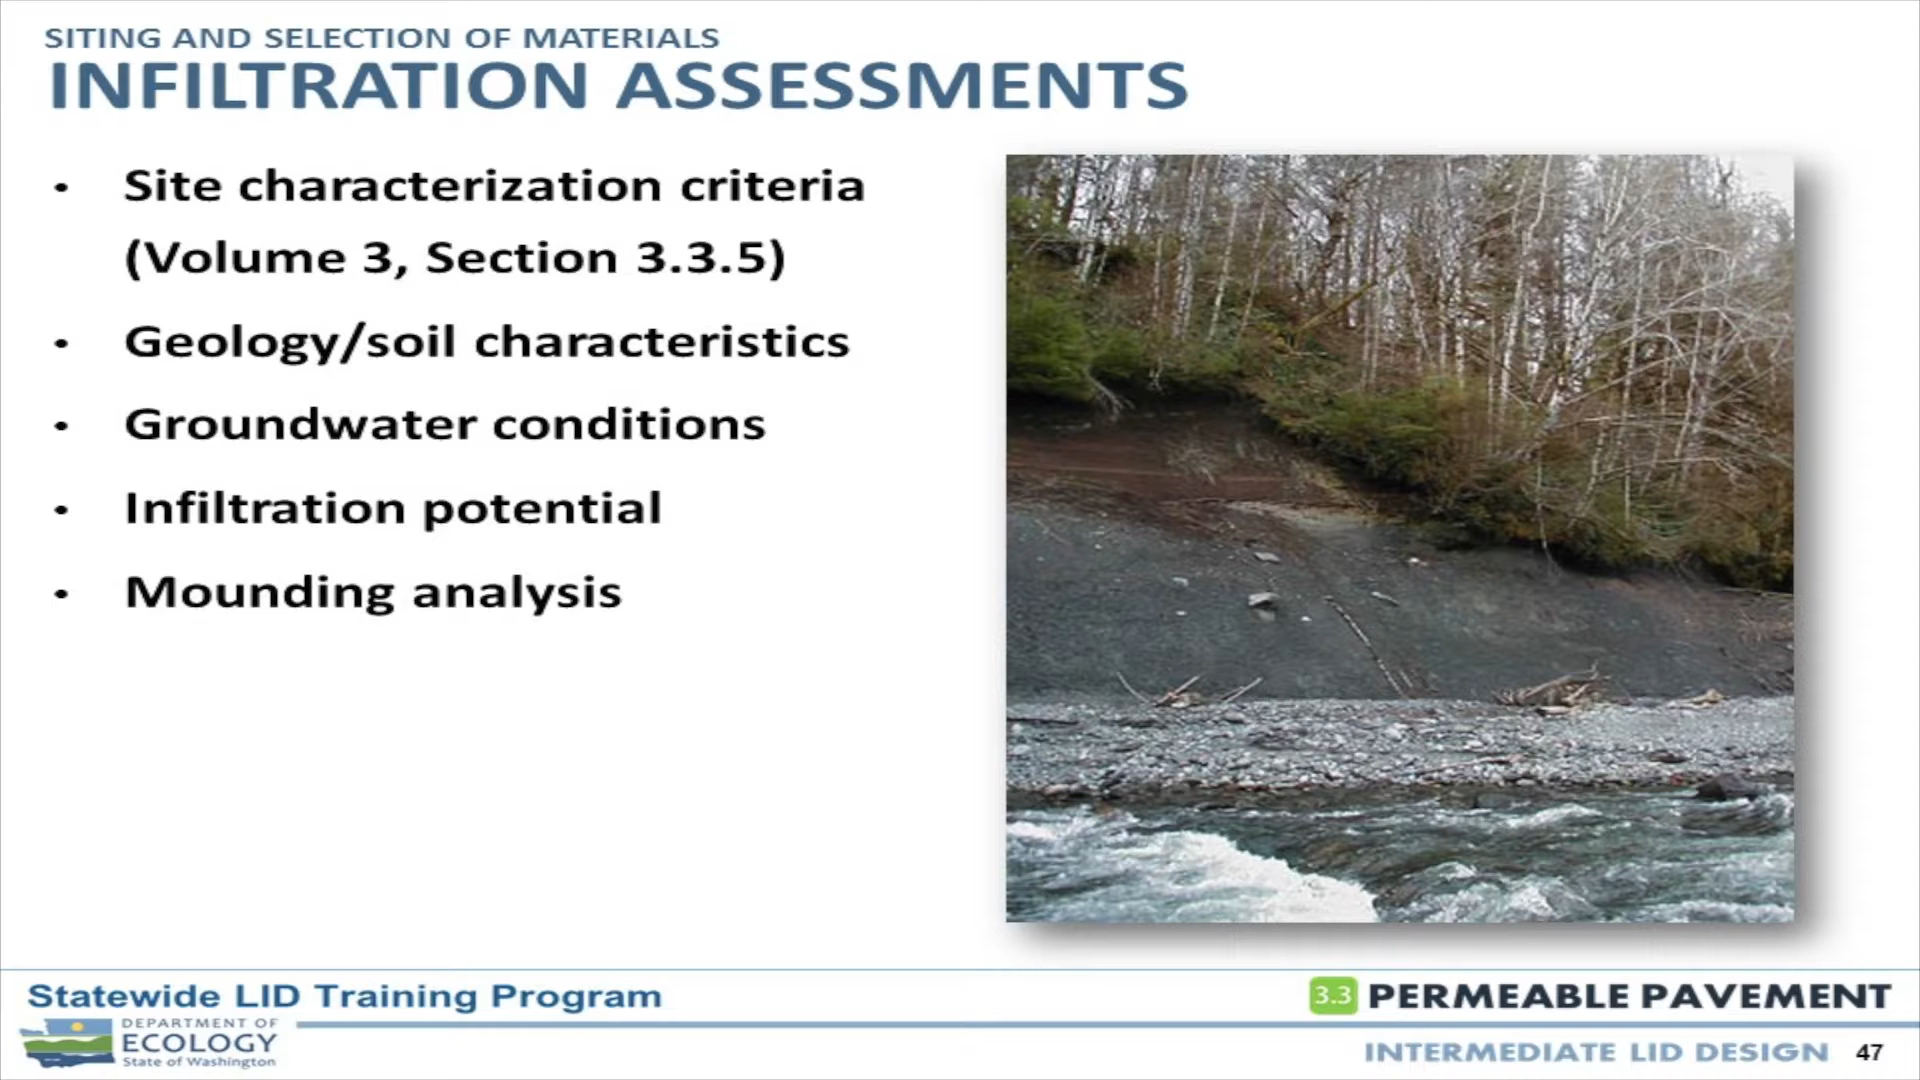 SITING AND SELECTION OF MATERIALS
INFILTRATION ASSESSMENTS
• Site characterization criteria
(Volume 3, Section 3.3.5)
• Geology/soil characteristics
• Groundwater conditions
• Infiltration potential
• Mounding analysis
Statewide LID Training Program
DEPARTMENT OF
ECOLOGY
State of Washington
3.3 PERMEABLE PAVEMENT
INTERMEDIATE LID DESIGN 47